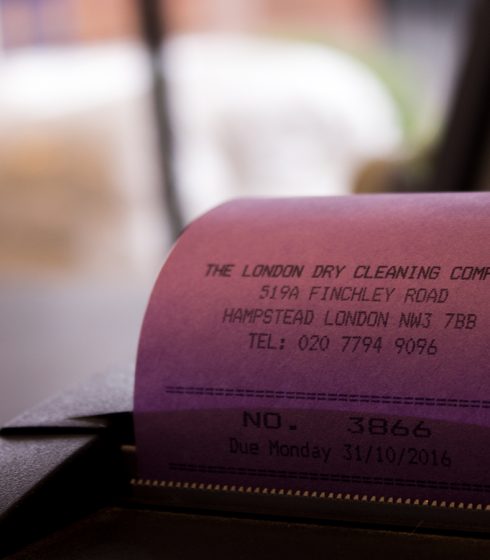 THE LONDON DRY CLEANING COMP
519A FINCHLEY ROAD
HAMPSTEAD LONDON NW3 7BB
TEL: 020 7794 9096
NO. 3866
Due Monday 31/10/2016